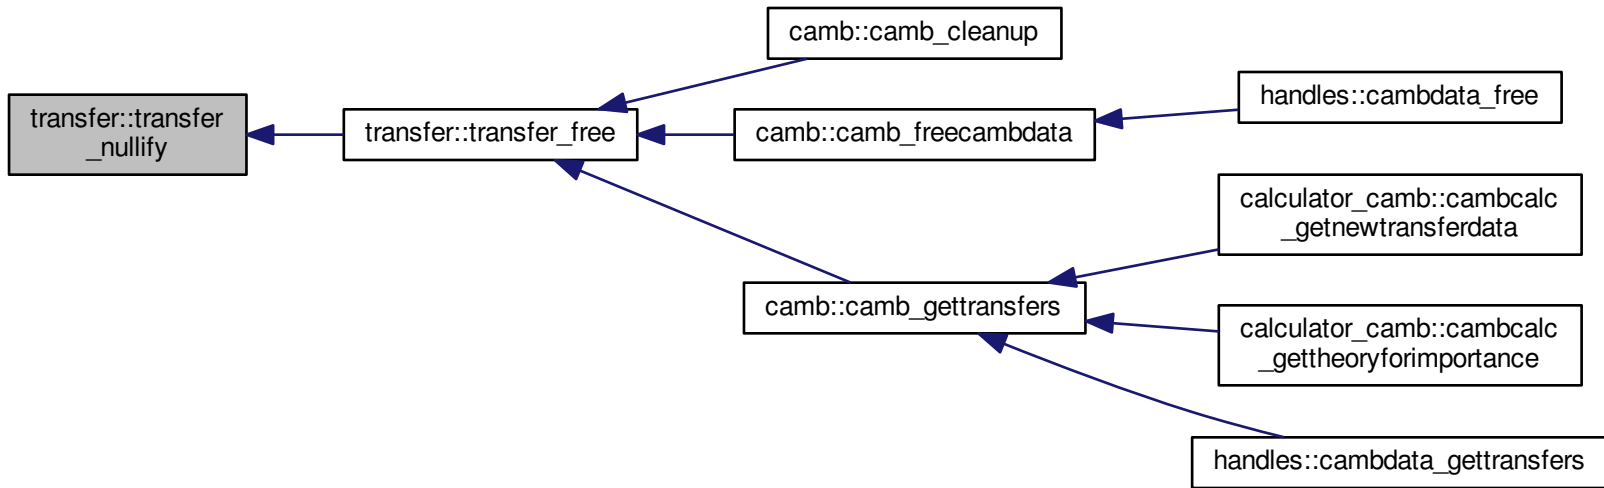 camb::camb_cleanup
handles::cambdata_free
transfer::transfer
_nullify
transfer::transfer_free
camb::camb_freecambdata
calculator_camb::cambcalc
_getnewtransferdata
camb::camb_gettransfers
calculator_camb::cambcalc
_gettheoryforimportance
handles::cambdata_gettransfers